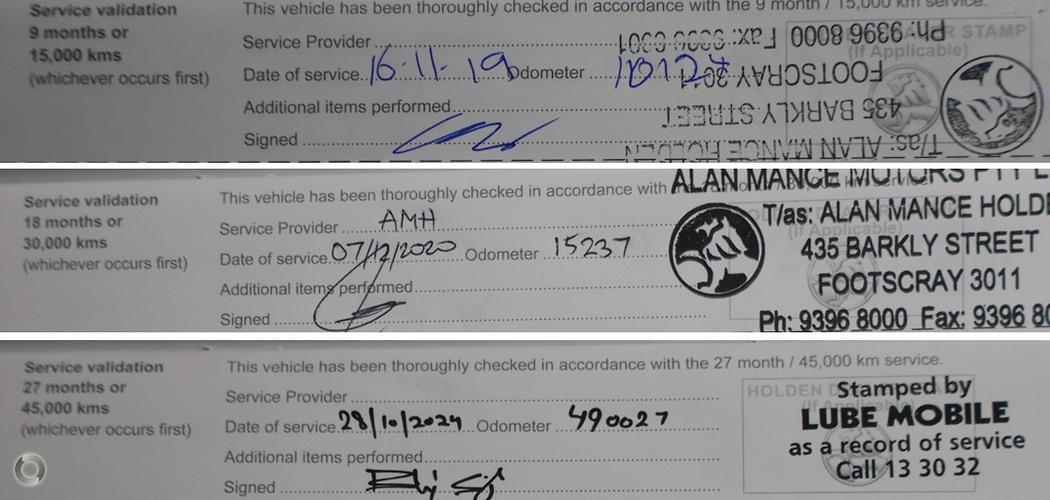 Service validation
9 months or
15,000 kms
(whichever occurs first)
This vehicle has been thoroughly checked in accordance with the 9 month / 15,000 km service.
Service Provider
Date of service 16.11.19 Odometer
Additional items performed
Signed
STAMP
(If Applicable)
T/as: ALAN MANCE HOLDEN
435 BARKLY STREET
FOOTSCRAY 3011
Ph: 9396 8000 Fax:
Service validation
18 months or
30,000 kms
(whichever occurs first)
This vehicle has been thoroughly checked in accordance with
Service Provider AMH
Date of service 07/12/2020 Odometer 15237
Additional items performed
Signed
ALAN MANCE MOTORS PTY L
T/as: ALAN MANCE HOLDE
435 BARKLY STREET
FOOTSCRAY 3011
Ph: 9396 8000 Fax: 9396 80
Service validation
27 months or
45,000 kms
(whichever occurs first)
This vehicle has been thoroughly checked in accordance with the 27 month / 45,000 km service.
Service Provider
Date of service 28/10/2024 Odometer 490027
Additional items performed
Signed
HOLDEN
Stamped by
LUBE MOBILE
as a record of service
Call 13 30 32